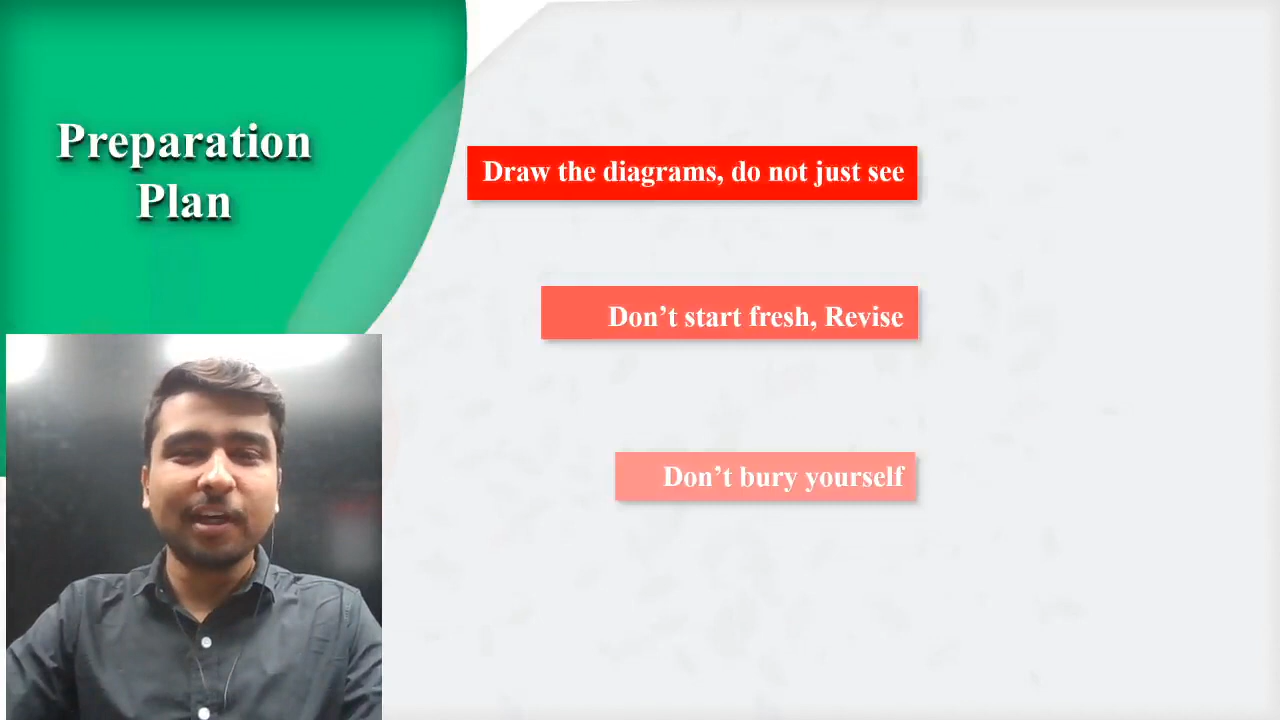 Preparation
Plan
Draw the diagrams, do not just see
Don’t start fresh, Revise
Don’t bury yourself